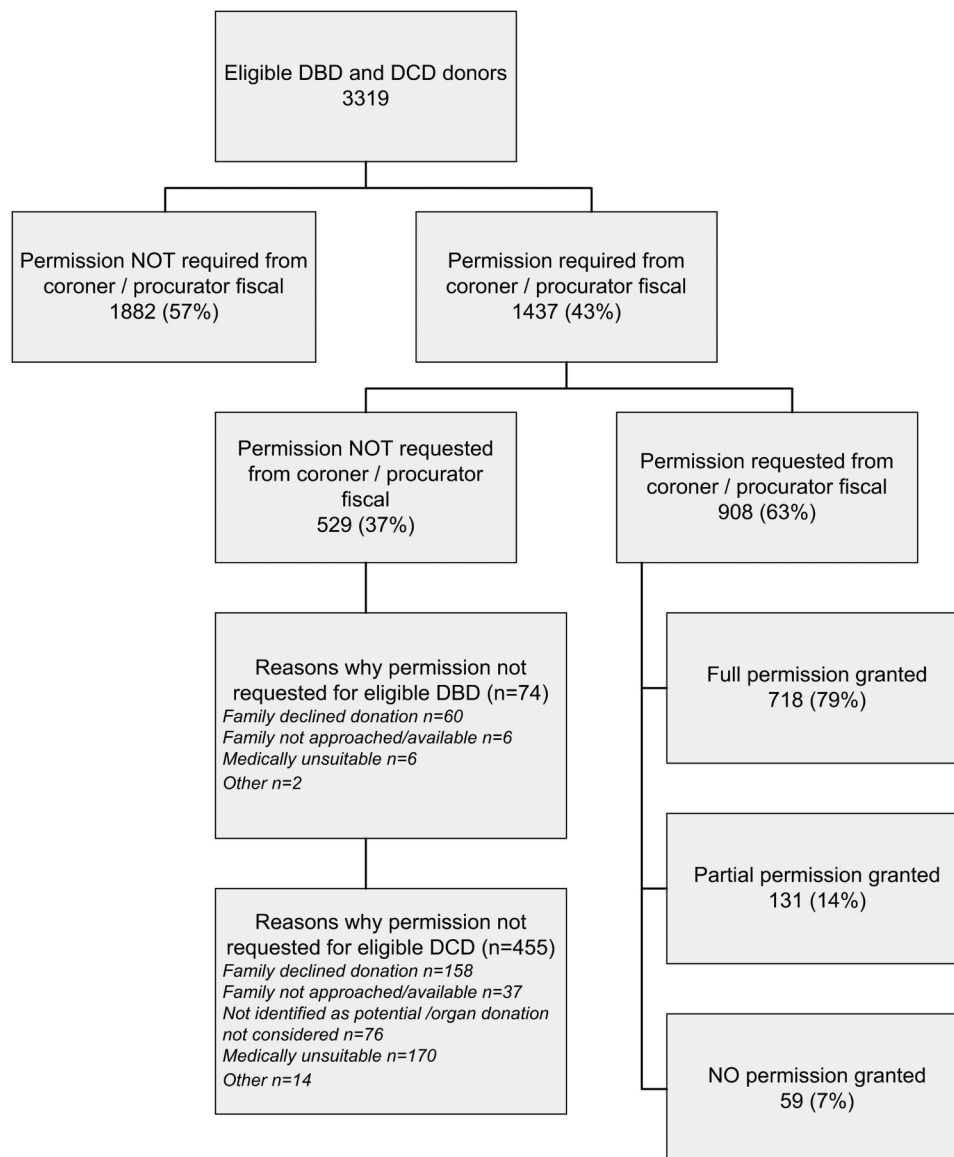 Eligible DBD and DCD donors
3319
Permission NOT required from
coroner / procurator fiscal
1882 (57%)
Permission required from
coroner / procurator fiscal
1437 (43%)
Permission NOT requested
from coroner / procurator
fiscal
529 (37%)
Permission requested from
coroner / procurator fiscal
908 (63%)
Reasons why permission not
requested for eligible DBD (n=74)
Family declined donation n=60
Family not approached/available n=6
Medically unsuitable n=6
Other n=2
Reasons why permission not
requested for eligible DCD (n=455)
Family declined donation n=158
Family not approached/available n=37
Not identified as potential /organ donation
not considered n=76
Medically unsuitable n=170
Other n=14
Full permission granted
718 (79%)
Partial permission granted
131 (14%)
NO permission granted
59 (7%)